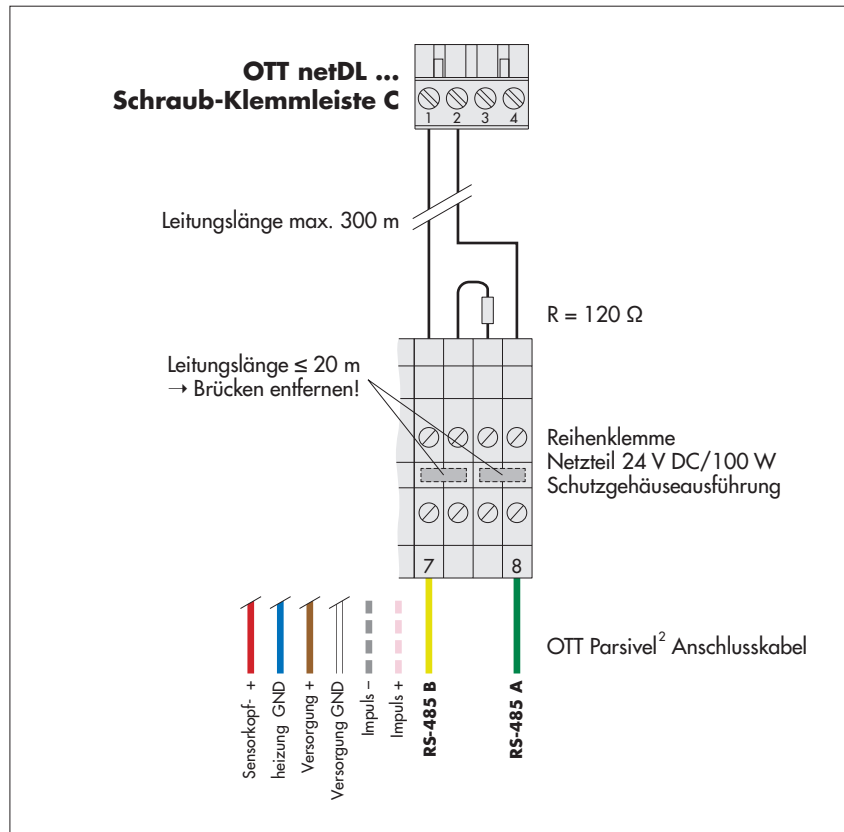 OTT netDL ...
Schraub-Klemmleiste C
1 2 3 4
Leitungslänge max. 300 m
R = 120 Ω
Leitungslänge ≤ 20 m
→ Brücken entfernen!
Reihenklemme
Netzteil 24 V DC/100 W
Schutzgehäuseausführung
7 8
OTT Parsivel² Anschlusskabel
Sensorkopf- +
heizung GND
Versorgung +
Versorgung GND
Impuls –
Impuls +
RS-485 B
RS-485 A